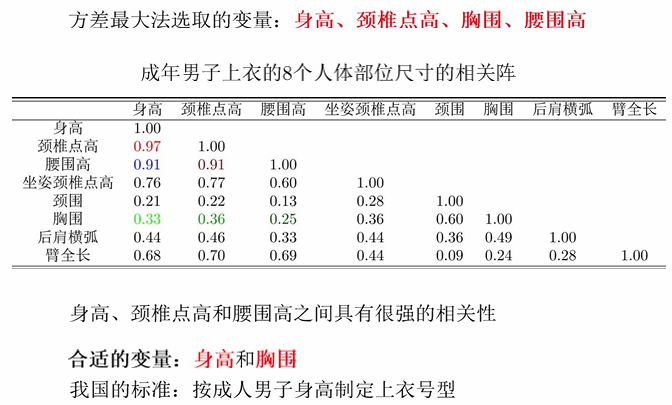 方差最大法选取的变量：身高、颈椎点高、胸围、腰围高
成年男子上衣的8个人体部位尺寸的相关阵
身高 颈椎点高 腰围高 坐姿颈椎点高 颈围 胸围 后肩横弧 臂全长
身高 1.00
颈椎点高 0.97 1.00
腰围高 0.91 0.91 1.00
坐姿颈椎点高 0.76 0.77 0.60 1.00
颈围 0.21 0.22 0.13 0.28 1.00
胸围 0.33 0.36 0.25 0.36 0.60 1.00
后肩横弧 0.44 0.46 0.33 0.44 0.36 0.49 1.00
臂全长 0.68 0.70 0.69 0.44 0.09 0.24 0.28 1.00
身高、颈椎点高和腰围高之间具有很强的相关性
合适的变量：身高和胸围
我国的标准：按成人男子身高制定上衣号型